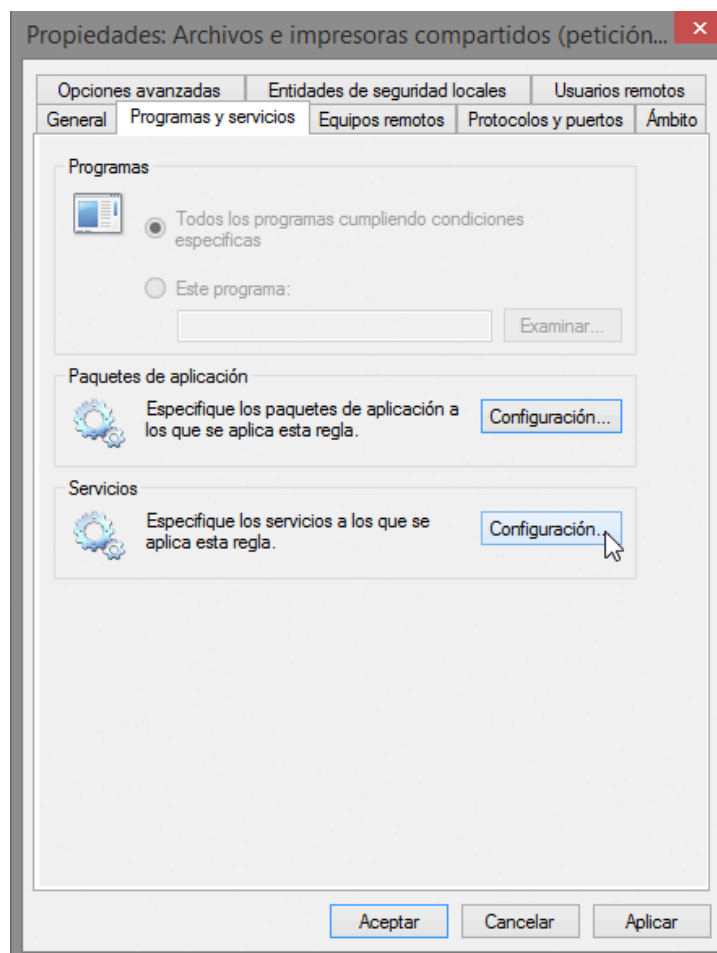 Propiedades: Archivos e impresoras compartidos (petición...
Opciones avanzadas Entidades de seguridad locales Usuarios remotos
General Programas y servicios Equipos remotos Protocolos y puertos Ámbito
Programas
Todos los programas cumpliendo condiciones
especificas
Este programa:
Examinar...
Paquetes de aplicación
Especifique los paquetes de aplicación a
los que se aplica esta regla.
Configuración...
Servicios
Especifique los servicios a los que se
aplica esta regla.
Configuración...
Aceptar Cancelar Aplicar